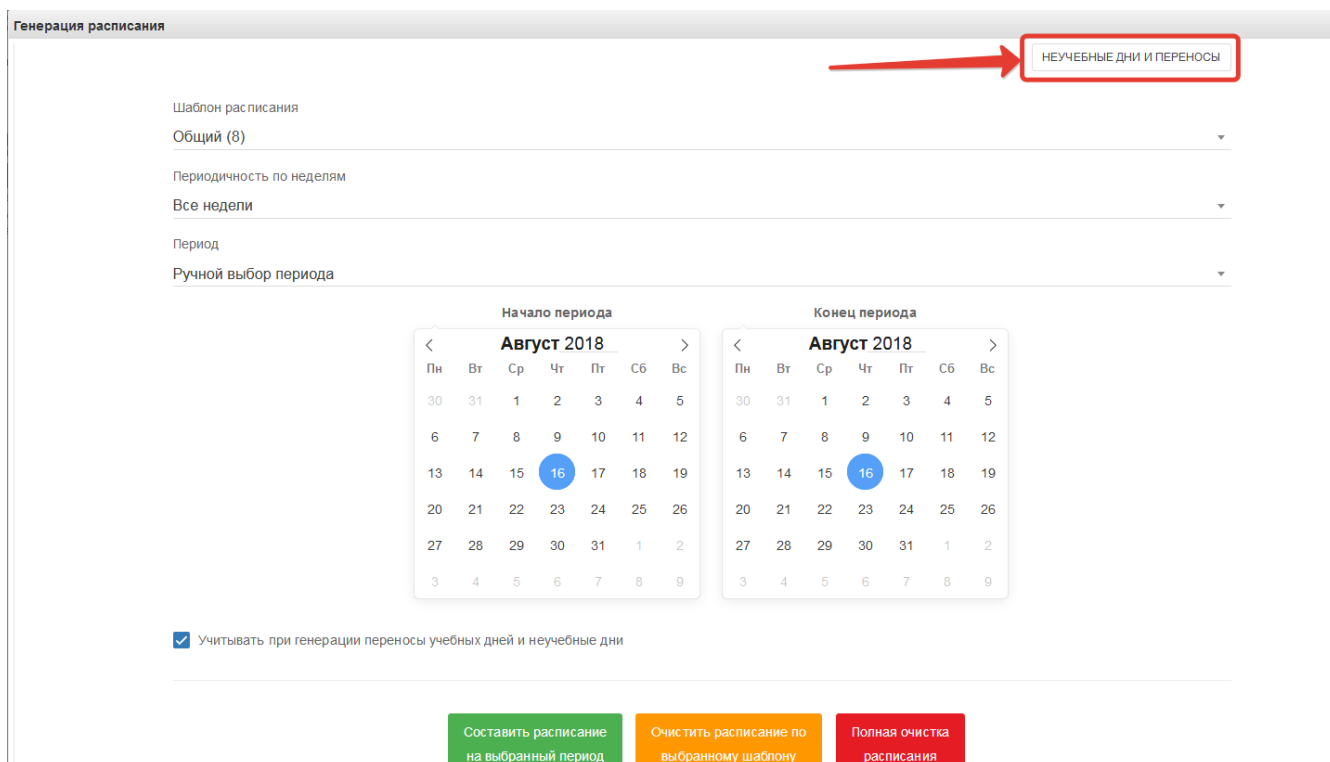 Генерация расписания
НЕУЧЕБНЫЕ ДНИ И ПЕРЕНОСЫ
Шаблон расписания
Общий (8)
Периодичность по неделям
Все недели
Период
Ручной выбор периода
Начало периода Конец периода
Август 2018 Август 2018
Пн Вт Ср Чт Пт Сб Вс Пн Вт Ср Чт Пт Сб Вс
30 31 1 2 3 4 5 30 31 1 2 3 4 5
6 7 8 9 10 11 12 6 7 8 9 10 11 12
13 14 15 16 17 18 19 13 14 15 16 17 18 19
20 21 22 23 24 25 26 20 21 22 23 24 25 26
27 28 29 30 31 1 2 27 28 29 30 31 1 2
3 4 5 6 7 8 9 3 4 5 6 7 8 9
Учитывать при генерации переносы учебных дней и неучебные дни
Составить расписание Очистить расписание по Полная очистка
на выбранный период выбранному шаблону расписания